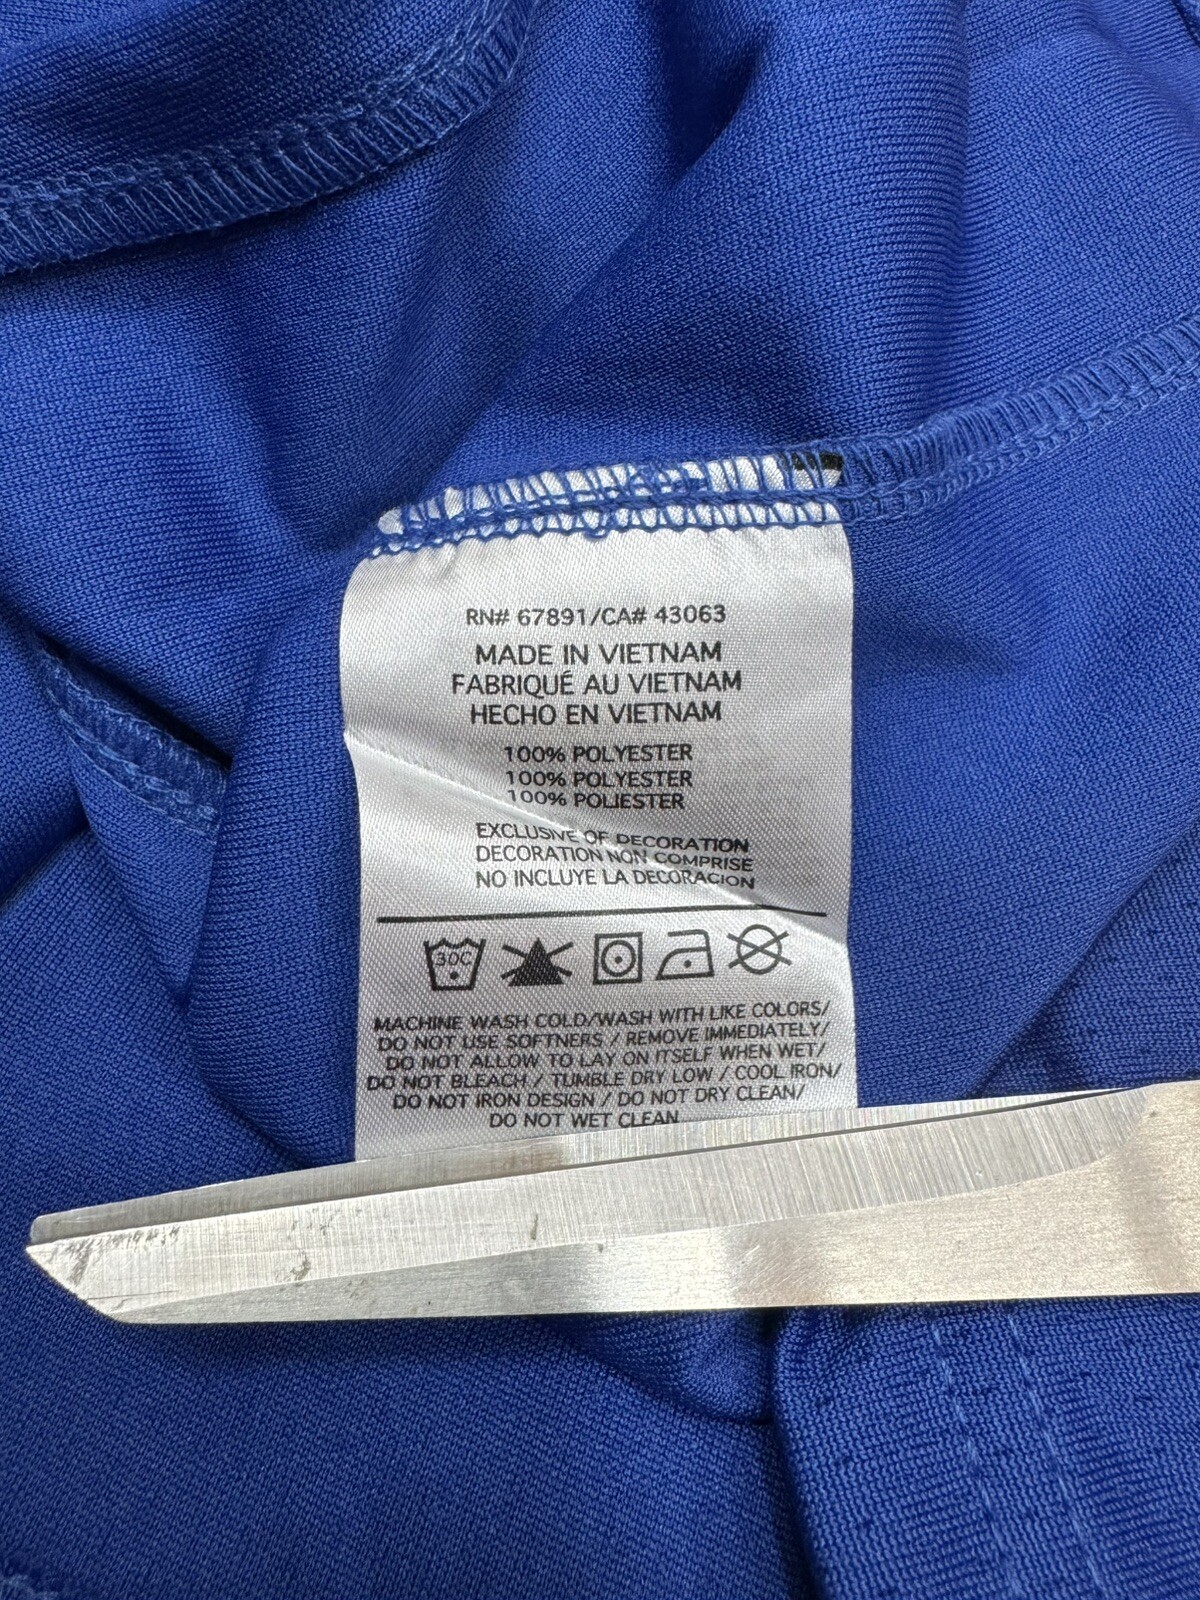 RN# 67891/CA# 43063
MADE IN VIETNAM
FABRIQUÉ AU VIETNAM
HECHO EN VIETNAM
100% POLYESTER
100% POLYESTER
100% POLIESTER
EXCLUSIVE OF DECORATION
DECORATION NON COMPRISE
NO INCLUYE LA DECORACION
30C
MACHINE WASH COLD/WASH WITH LIKE COLORS/
DO NOT USE SOFTNERS / REMOVE IMMEDIATELY/
DO NOT ALLOW TO LAY ON ITSELF WHEN WET/
DO NOT BLEACH / TUMBLE DRY LOW / COOL IRON/
DO NOT IRON DESIGN / DO NOT DRY CLEAN/
DO NOT WET CLEAN